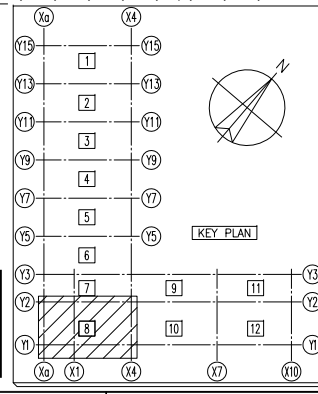 Xa X4
Y15 Y15
1
N
Y13 Y13
2
Y11 Y11
3
Y9 Y9
4
Y7 Y7
5
Y5 Y5
KEY PLAN
6
Y3 Y3
7 9 11
Y2 Y2
8 10 12
Y1 Y1
Xa X1 X4 X7 X10